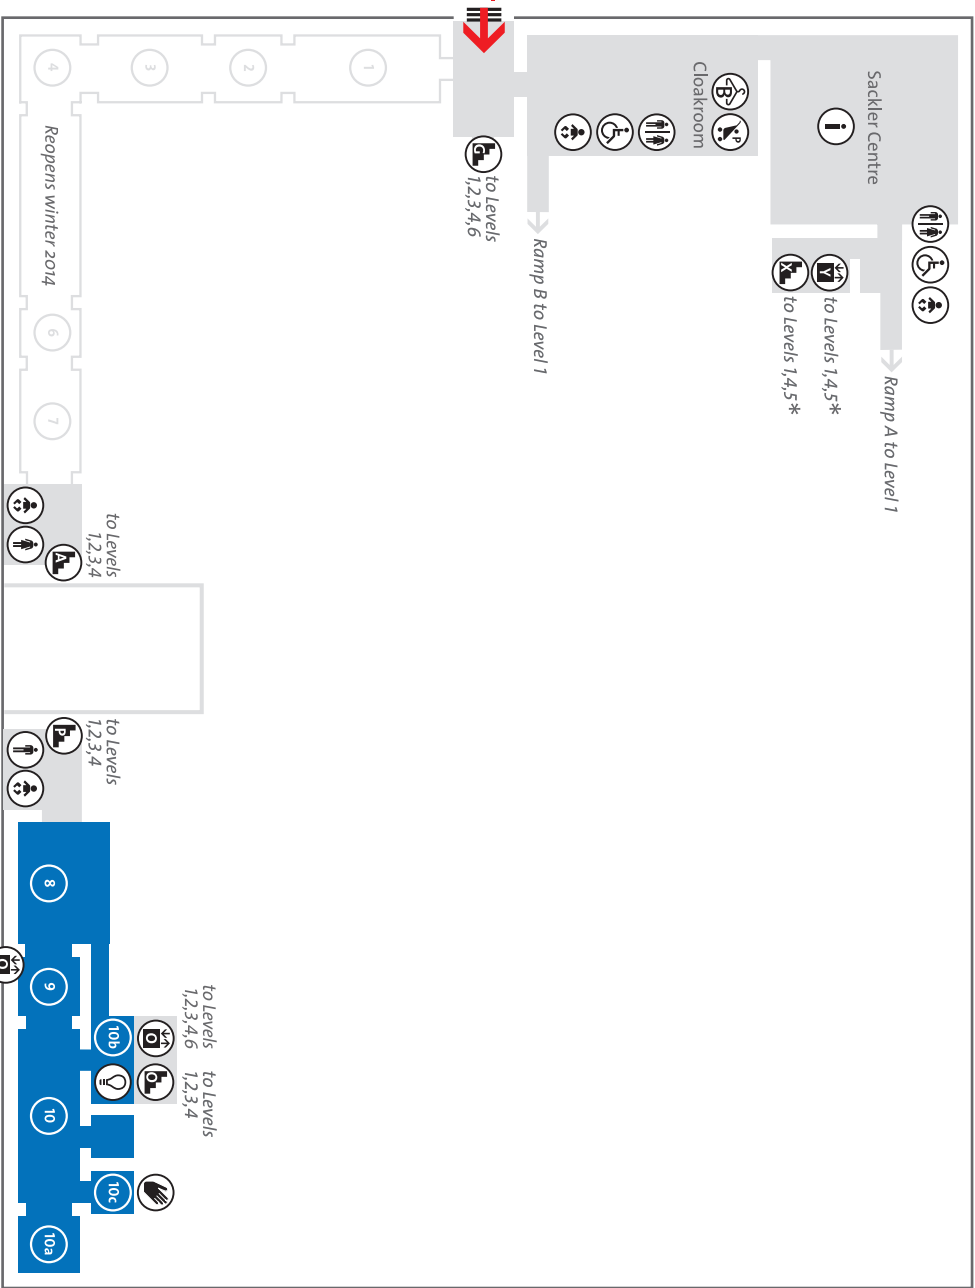 Sackler Centre
i
Cloakroom
B
P
Y
to Levels 1,4,5*
X
to Levels 1,4,5*
Ramp A to Level 1
Ramp B to Level 1
G
to Levels
1,2,3,4,6
1
2
3
4
Reopens winter 2014
6
7
A
to Levels
1,2,3,4
P
to Levels
1,2,3,4
8
9
O
10b
O
to Levels
1,2,3,4,6
Q
to Levels
1,2,3,4
10
10c
10a